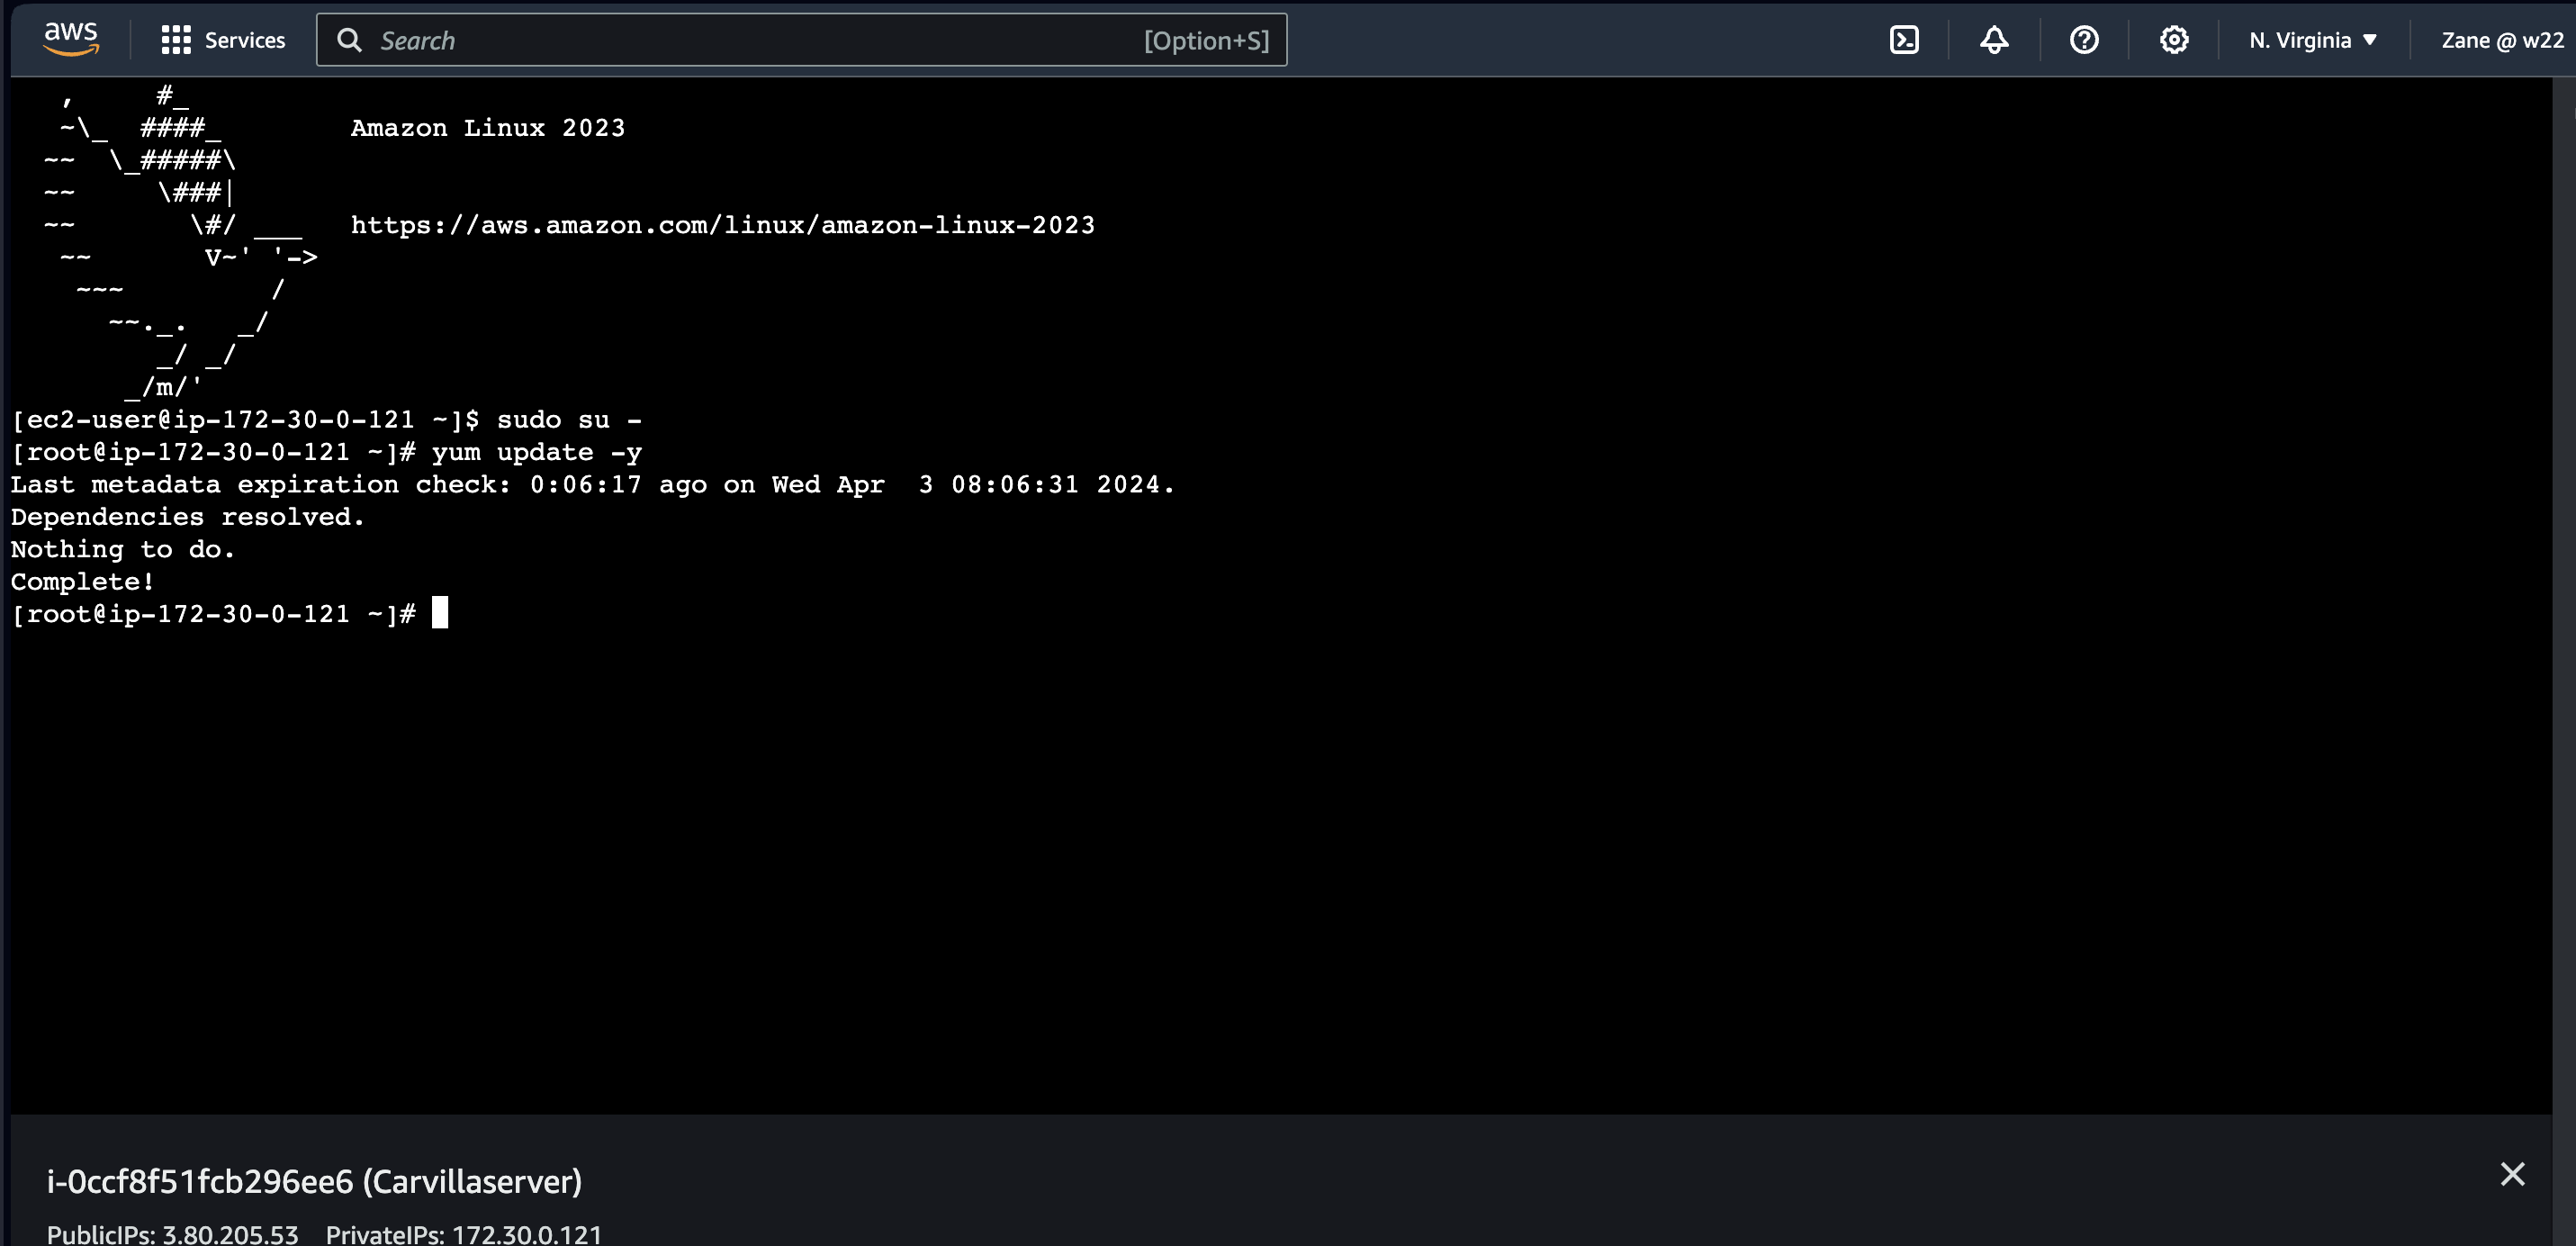 aws Services Search [Option+S] N. Virginia ▼ Zane @ w22
   ,     #_
   ~\_  ####_        Amazon Linux 2023
  ~~  \_#####\
  ~~     \###|
  ~~       \#/ ___   https://aws.amazon.com/linux/amazon-linux-2023
   ~~       V~' '->
    ~~~         /
      ~~._.   _/
         _/ _/
       _/m/'
[ec2-user@ip-172-30-0-121 ~]$ sudo su -
[root@ip-172-30-0-121 ~]# yum update -y
Last metadata expiration check: 0:06:17 ago on Wed Apr  3 08:06:31 2024.
Dependencies resolved.
Nothing to do.
Complete!
[root@ip-172-30-0-121 ~]#
i-0ccf8f51fcb296ee6 (Carvillaserver)
PublicIPs: 3.80.205.53 PrivateIPs: 172.30.0.121